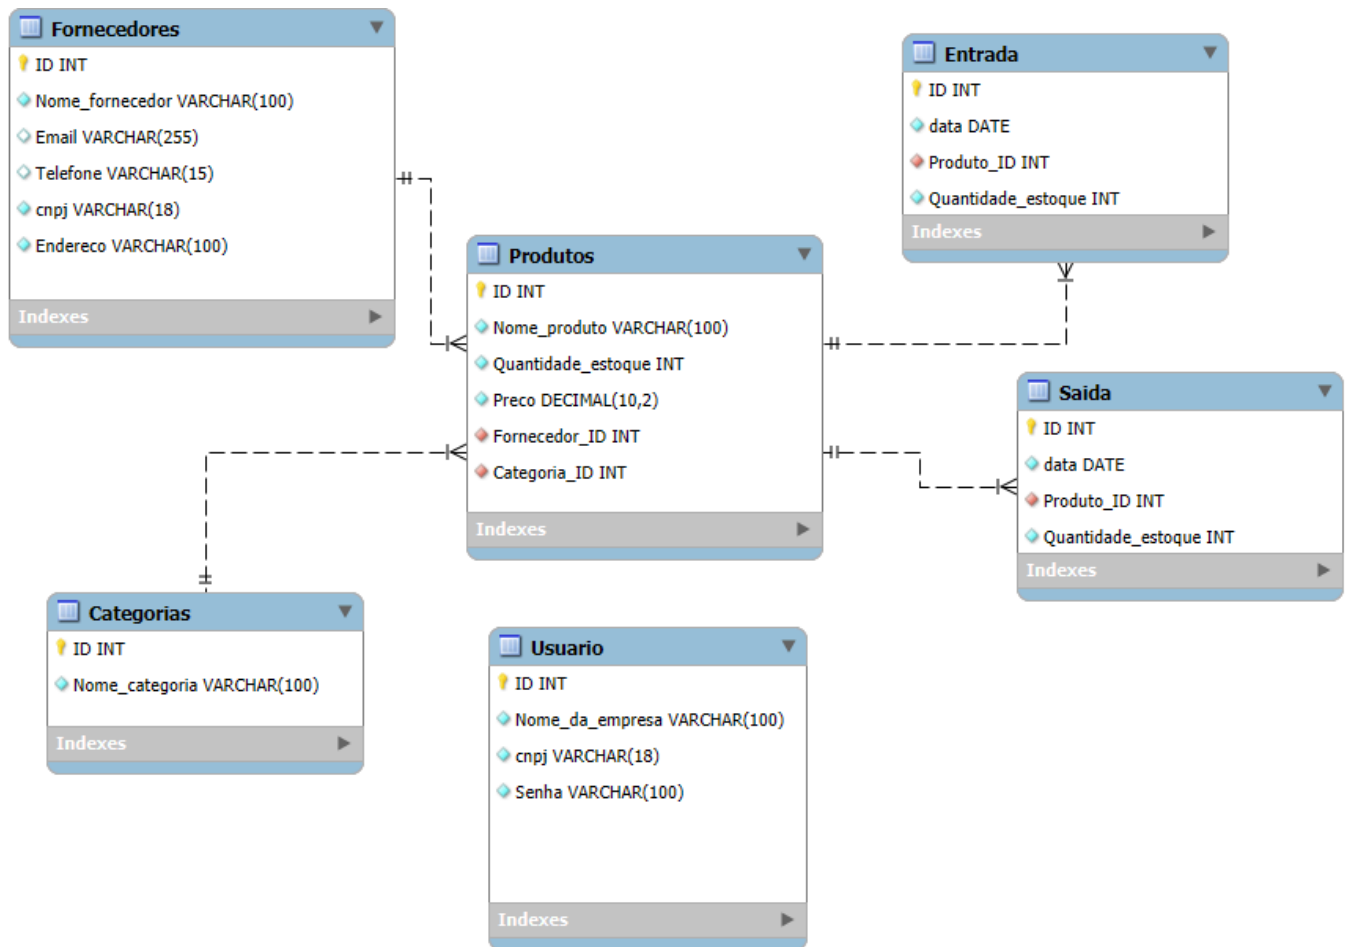 Fornecedores
ID INT
Nome_fornecedor VARCHAR(100)
Email VARCHAR(255)
Telefone VARCHAR(15)
cnpj VARCHAR(18)
Endereco VARCHAR(100)
Indexes
Entrada
ID INT
data DATE
Produto_ID INT
Quantidade_estoque INT
Indexes
Produtos
ID INT
Nome_produto VARCHAR(100)
Quantidade_estoque INT
Preco DECIMAL(10,2)
Fornecedor_ID INT
Categoria_ID INT
Indexes
Saida
ID INT
data DATE
Produto_ID INT
Quantidade_estoque INT
Indexes
Categorias
ID INT
Nome_categoria VARCHAR(100)
Indexes
Usuario
ID INT
Nome_da_empresa VARCHAR(100)
cnpj VARCHAR(18)
Senha VARCHAR(100)
Indexes